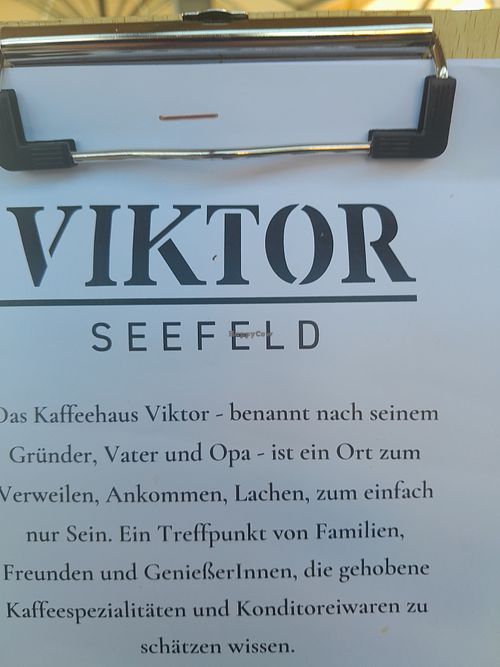 VIKTOR
SEEFELD
HappyCow
Das Kaffeehaus Viktor - benannt nach seinem
Gründer, Vater und Opa - ist ein Ort zum
Verweilen, Ankommen, Lachen, zum einfach
nur Sein. Ein Treffpunkt von Familien,
Freunden und GenießerInnen, die gehobene
Kaffeespezialitäten und Konditoreiwaren zu
schätzen wissen.